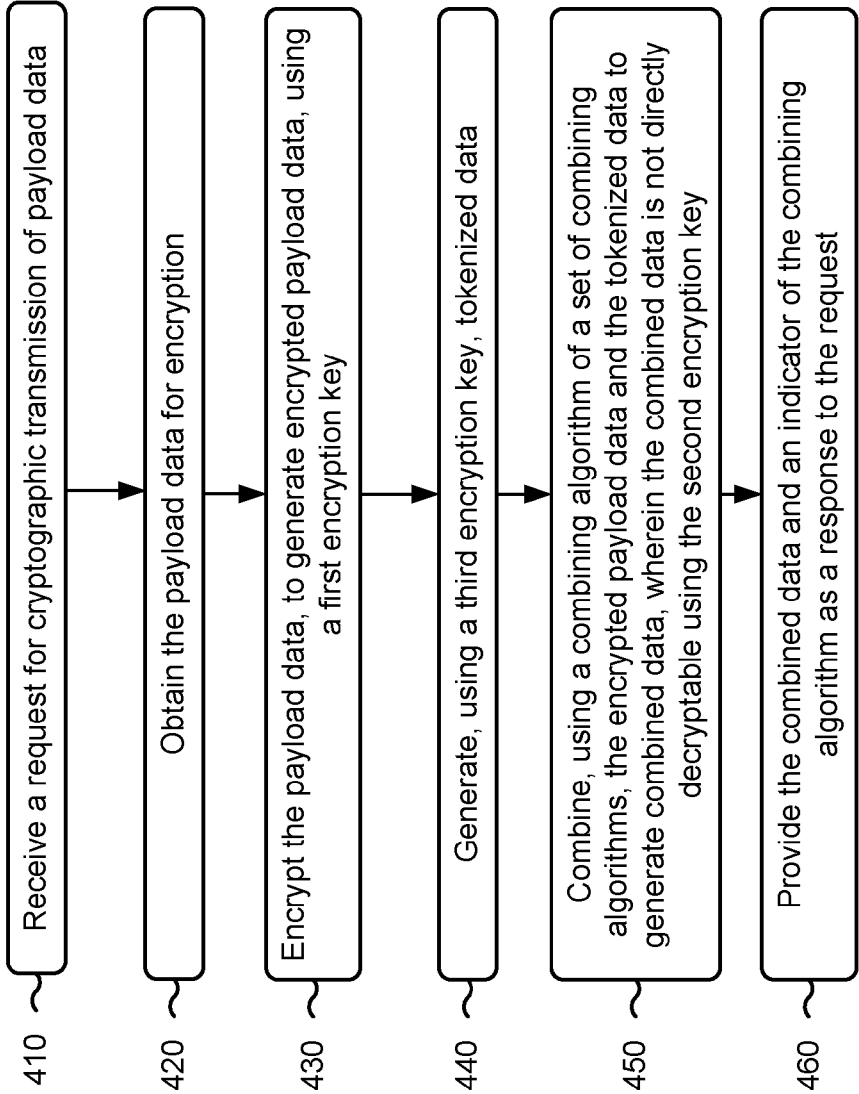 410
Receive a request for cryptographic transmission of payload data
420
Obtain the payload data for encryption
430
Encrypt the payload data, to generate encrypted payload data, using
a first encryption key
440
Generate, using a third encryption key, tokenized data
450
Combine, using a combining algorithm of a set of combining
algorithms, the encrypted payload data and the tokenized data to
generate combined data, wherein the combined data is not directly
decryptable using the second encryption key
460
Provide the combined data and an indicator of the combining
algorithm as a response to the request